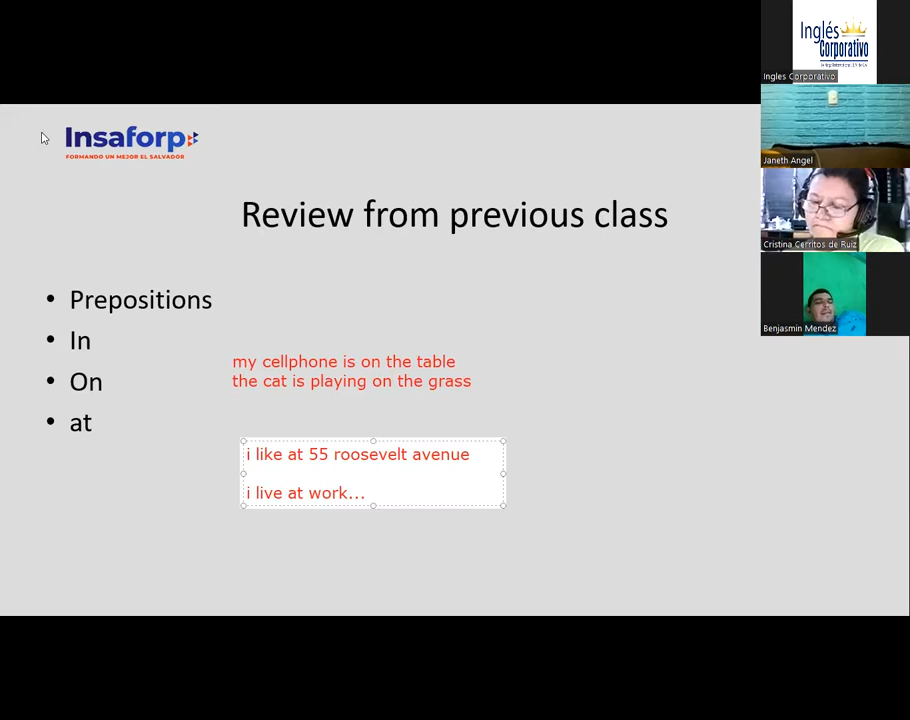 Inglés
Corporativo
Ingles Corporativo
Janeth Angel
Cristina Cerritos de Ruiz
Benjasmin Mendez
Insaforp
FORMANDO UN MEJOR EL SALVADOR
Review from previous class
• Prepositions
• In
• On
• at
my cellphone is on the table
the cat is playing on the grass
i like at 55 roosevelt avenue
i live at work...